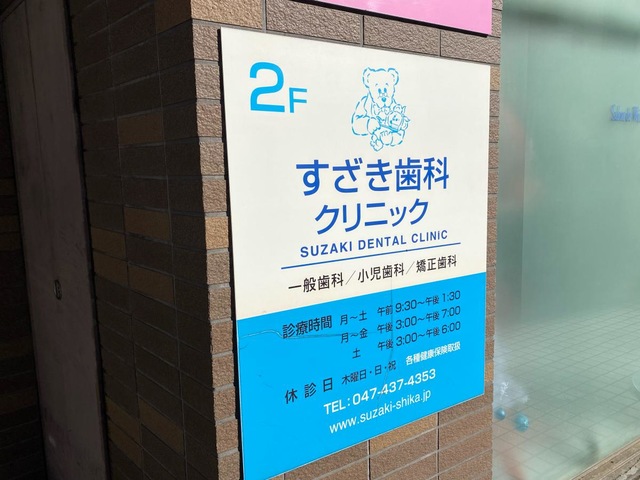 2F
すざき歯科
クリニック
SUZAKI DENTAL CLINIC
一般歯科／小児歯科／矯正歯科
診療時間 月～土 午前 9:30～午後 1:30
月～金 午後 3:00～午後 7:00
土 午後 3:00～午後 6:00
各種健康保険取扱
休診日 木曜日・日・祝
TEL：047-437-4353
www.suzaki-shika.jp